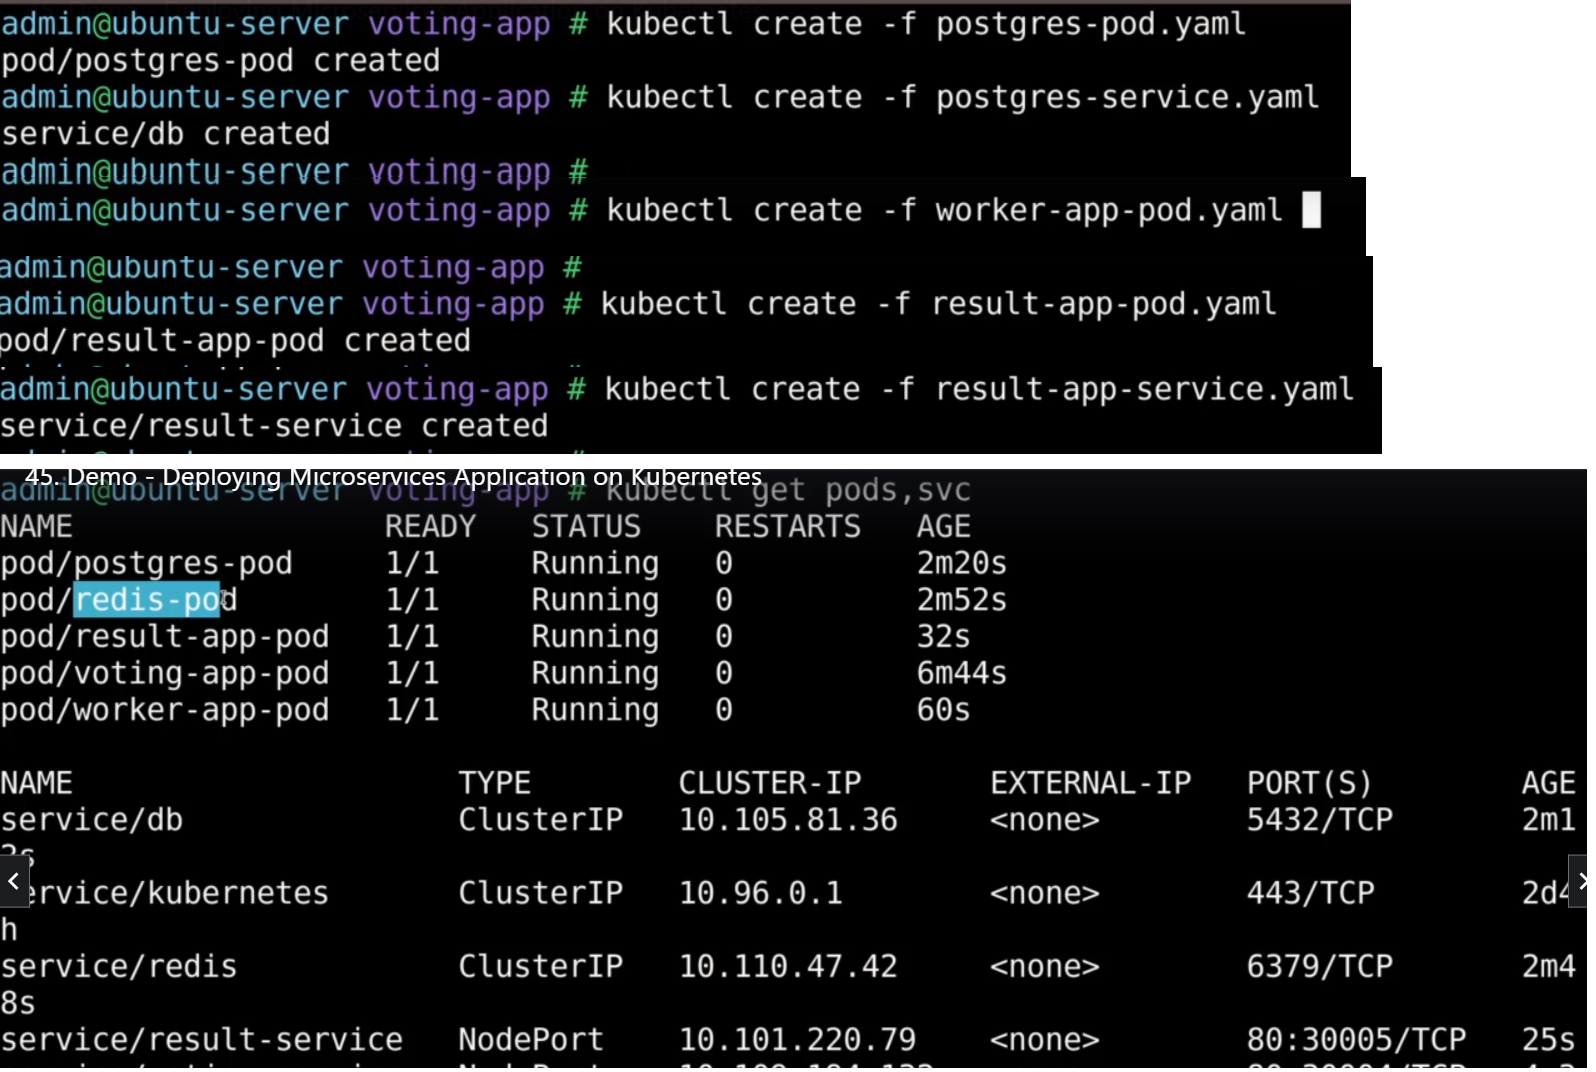 admin@ubuntu-server voting-app # kubectl create -f postgres-pod.yaml
pod/postgres-pod created
admin@ubuntu-server voting-app # kubectl create -f postgres-service.yaml
service/db created
admin@ubuntu-server voting-app #
admin@ubuntu-server voting-app # kubectl create -f worker-app-pod.yaml
admin@ubuntu-server voting-app #
admin@ubuntu-server voting-app # kubectl create -f result-app-pod.yaml
pod/result-app-pod created
admin@ubuntu-server voting-app # kubectl create -f result-app-service.yaml
service/result-service created
45. Demo - Deploying Microservices Application on Kubernetes
admin@ubuntu-server voting-app # kubectl get pods,svc
NAME READY STATUS RESTARTS AGE
pod/postgres-pod 1/1 Running 0 2m20s
pod/redis-pod 1/1 Running 0 2m52s
pod/result-app-pod 1/1 Running 0 32s
pod/voting-app-pod 1/1 Running 0 6m44s
pod/worker-app-pod 1/1 Running 0 60s
NAME TYPE CLUSTER-IP EXTERNAL-IP PORT(S) AGE
service/db ClusterIP 10.105.81.36 <none> 5432/TCP 2m1
ervice/kubernetes ClusterIP 10.96.0.1 <none> 443/TCP 2d4
h
service/redis ClusterIP 10.110.47.42 <none> 6379/TCP 2m4
8s
service/result-service NodePort 10.101.220.79 <none> 80:30005/TCP 25s